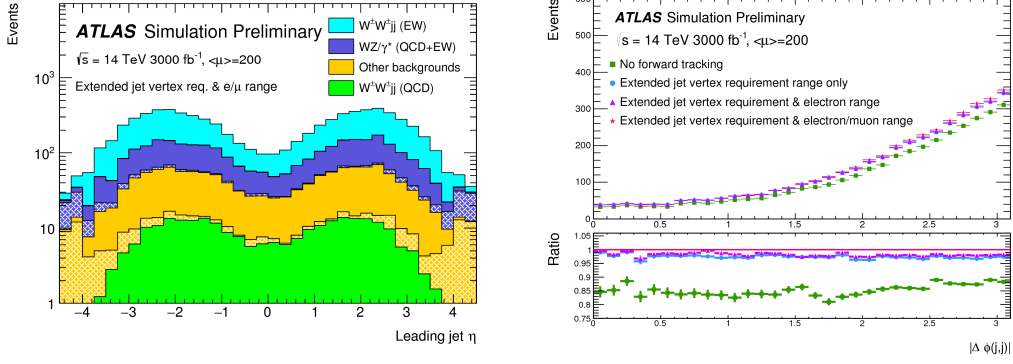 Events
ATLAS Simulation Preliminary
√s = 14 TeV 3000 fb⁻¹, <μ>=200
Extended jet vertex req. & e/μ range
W±W±jj (EW)
WZ/γ* (QCD+EW)
Other backgrounds
W±W±jj (QCD)
10³
10²
10
1
−4 −3 −2 −1 0 1 2 3 4
Leading jet η
Events
ATLAS Simulation Preliminary
√s = 14 TeV 3000 fb⁻¹, <μ>=200
No forward tracking
Extended jet vertex requirement range only
Extended jet vertex requirement & electron range
Extended jet vertex requirement & electron/muon range
500
400
300
200
100
0
0 0.5 1 1.5 2 2.5 3
Ratio
1.05
1
0.95
0.9
0.85
0.8
0.75
0 0.5 1 1.5 2 2.5 3
|Δ φ(j,j)|